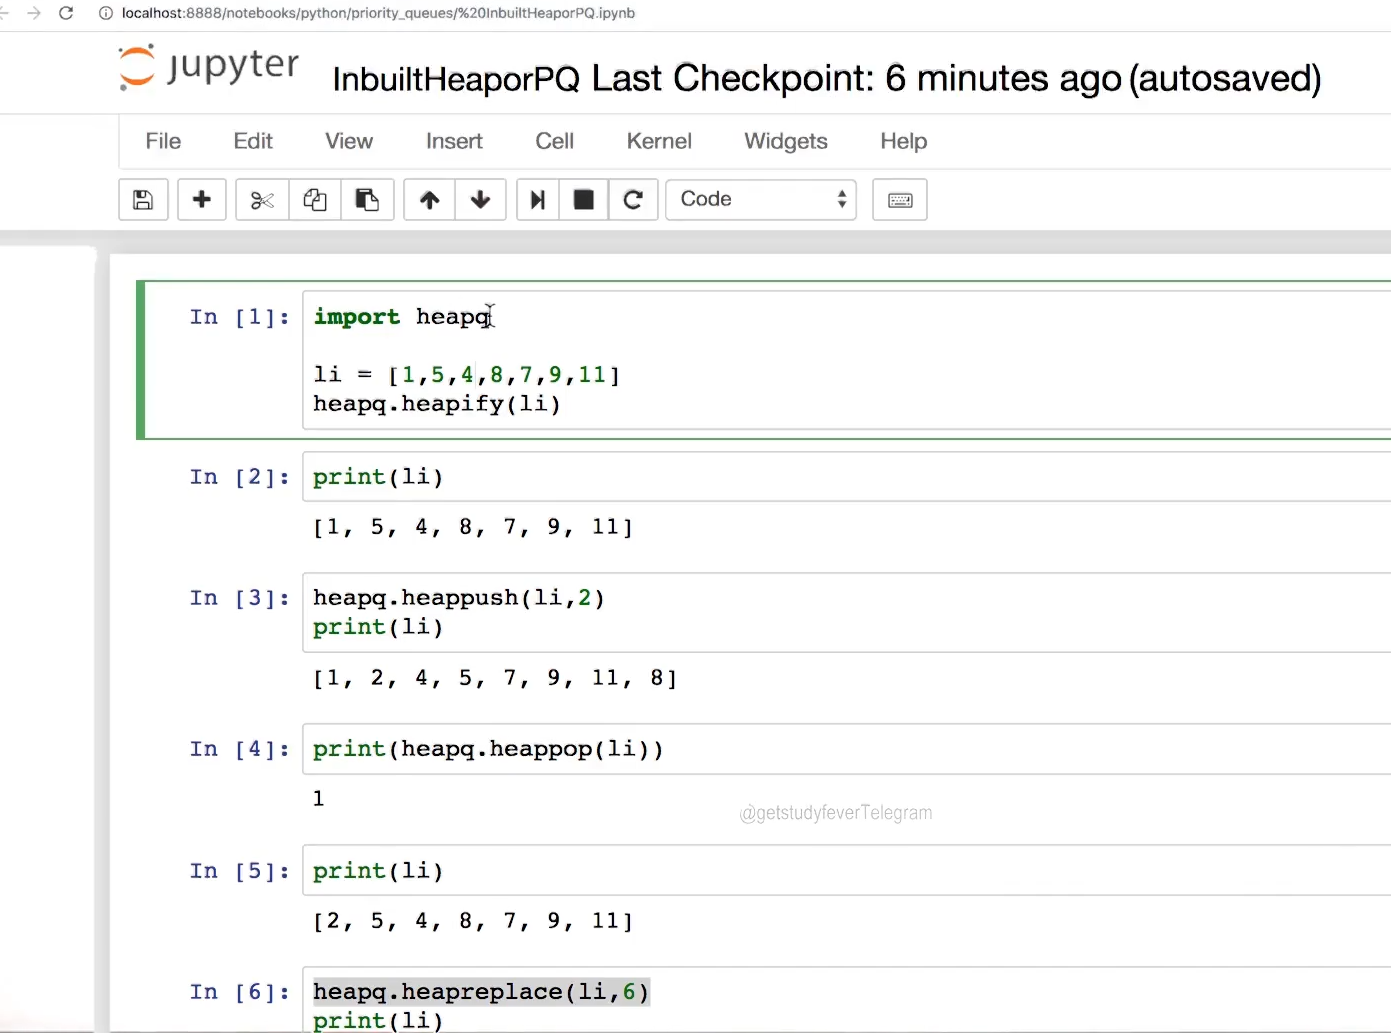 localhost:8888/notebooks/python/priority_queues/%20InbuiltHeaporPQ.ipynb
jupyter InbuiltHeaporPQ Last Checkpoint: 6 minutes ago (autosaved)
File Edit View Insert Cell Kernel Widgets Help
Code
In [1]: import heapq
li = [1,5,4,8,7,9,11]
heapq.heapify(li)
In [2]: print(li)
[1, 5, 4, 8, 7, 9, 11]
In [3]: heapq.heappush(li,2)
print(li)
[1, 2, 4, 5, 7, 9, 11, 8]
In [4]: print(heapq.heappop(li))
1
@getstudyfeverTelegram
In [5]: print(li)
[2, 5, 4, 8, 7, 9, 11]
In [6]: heapq.heapreplace(li,6)
print(li)